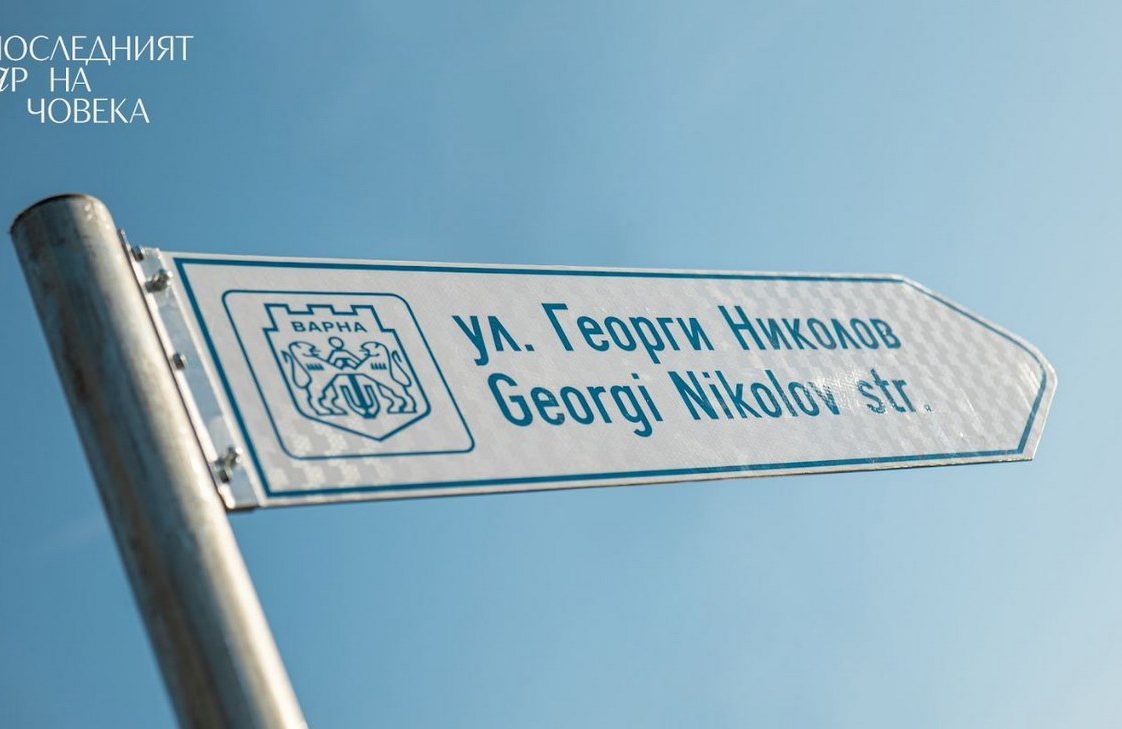 ПОСЛЕДНИЯТ
НА
ЧОВЕКА
ВАРНА
ул. Георги Николов
Georgi Nikolov str.